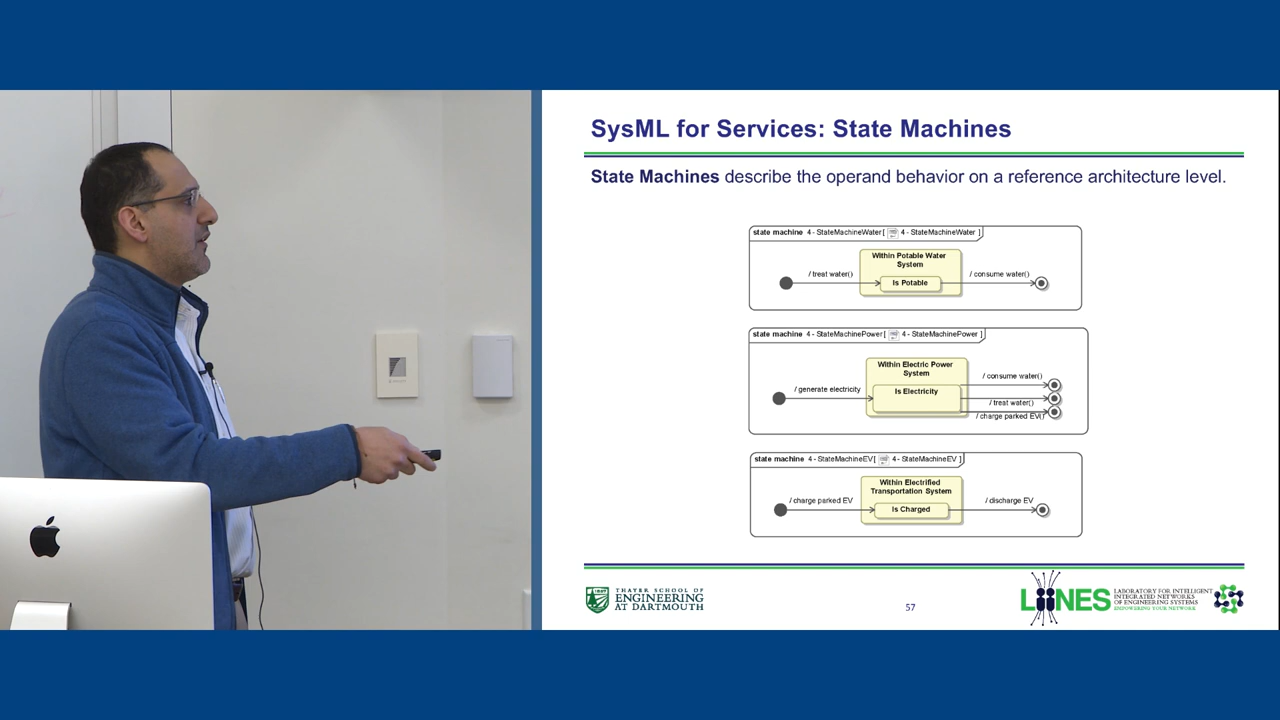 SysML for Services: State Machines
State Machines describe the operand behavior on a reference architecture level.
state machine 4 - StateMachineWater [ 4 - StateMachineWater ]
Within Potable Water
System
/ treat water()
Is Potable
/ consume water()
state machine 4 - StateMachinePower [ 4 - StateMachinePower ]
Within Electric Power
System
/ generate electricity
Is Electricity
/ consume water()
/ treat water()
/ charge parked EV()
state machine 4 - StateMachineEV [ 4 - StateMachineEV ]
Within Electrified
Transportation System
/ charge parked EV
Is Charged
/ discharge EV
THAYER SCHOOL OF
ENGINEERING
AT DARTMOUTH
57
LIINES
LABORATORY FOR INTELLIGENT
INTEGRATED NETWORKS
OF ENGINEERING SYSTEMS
EMPOWERING YOUR NETWORK